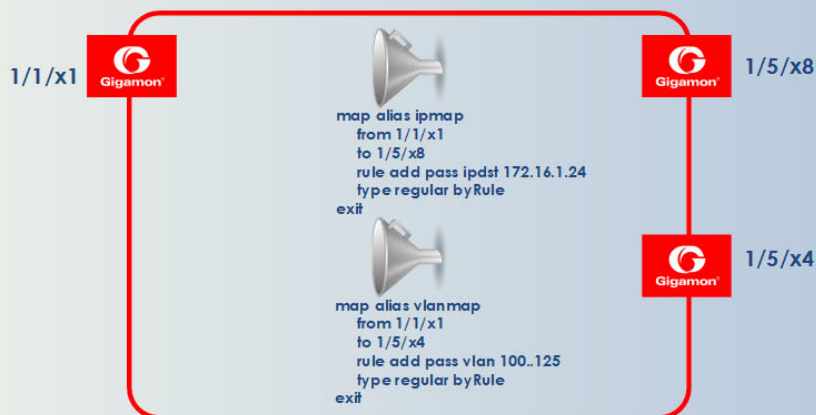 1/1/x1
Gigamon®
map alias ipmap
from 1/1/x1
to 1/5/x8
rule add pass ipdst 172.16.1.24
type regular byRule
exit
Gigamon®
1/5/x8
map alias vlanmap
from 1/1/x1
to 1/5/x4
rule add pass vlan 100..125
type regular byRule
exit
Gigamon®
1/5/x4